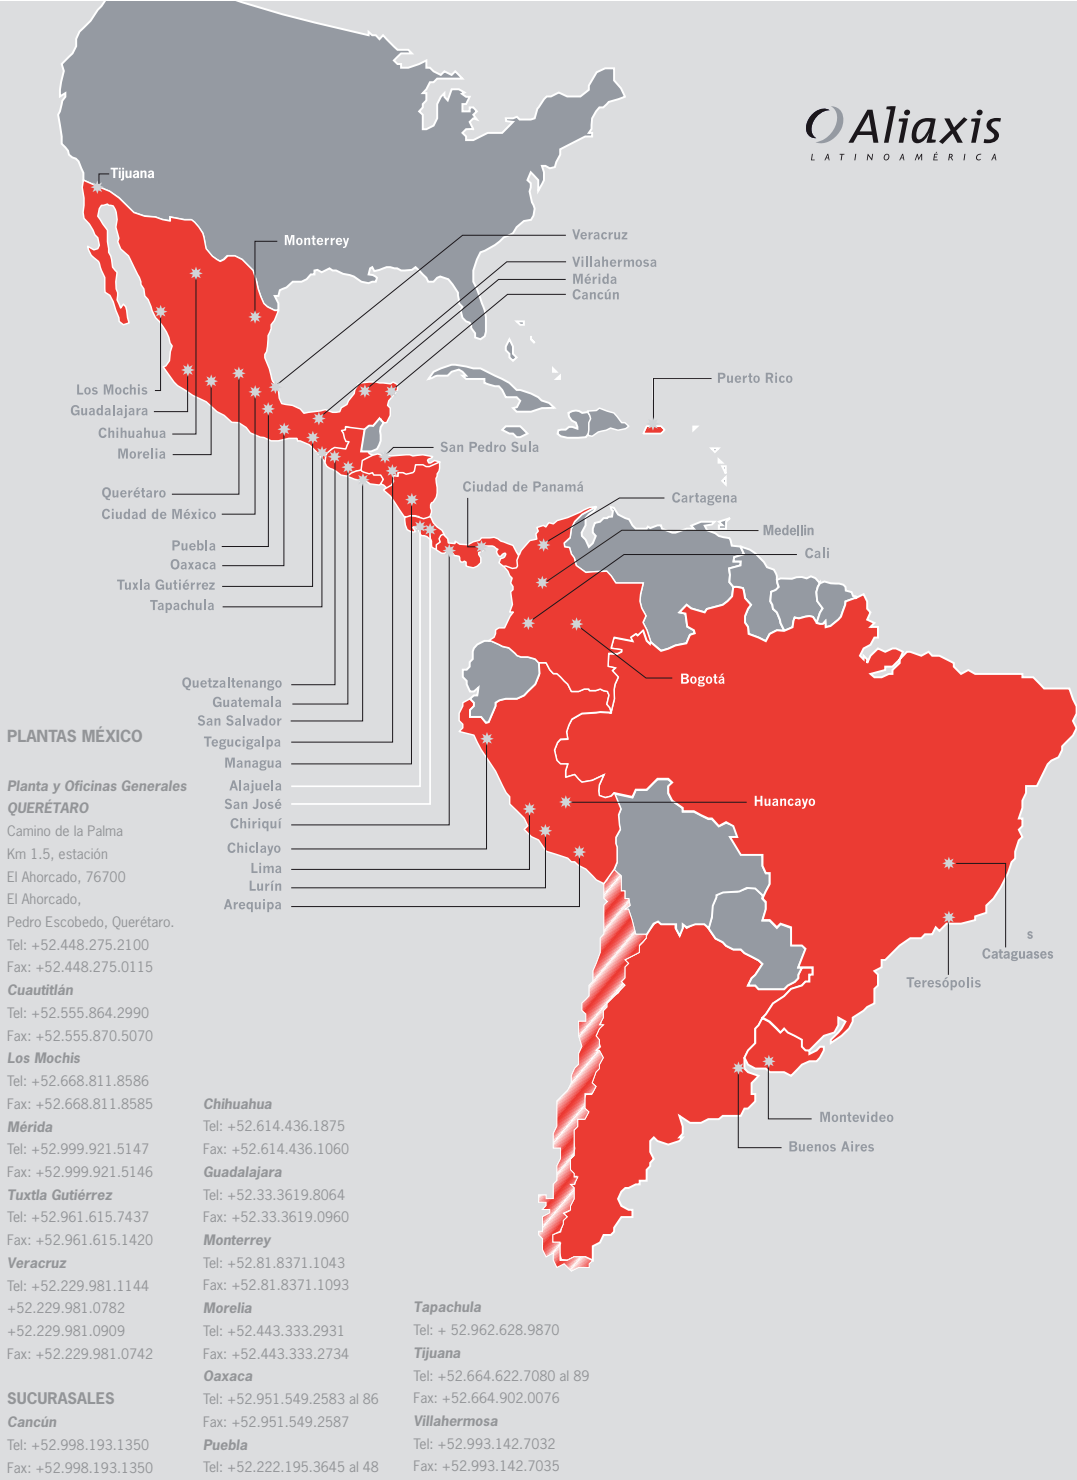 Aliaxis
LATINOAMÉRICA
Tijuana
Monterrey
Veracruz
Villahermosa
Mérida
Cancún
Puerto Rico
Los Mochis
Guadalajara
Chihuahua
Morelia
San Pedro Sula
Ciudad de Panamá
Querétaro
Ciudad de México
Cartagena
Medellin
Cali
Puebla
Oaxaca
Tuxla Gutiérrez
Tapachula
Bogotá
Quetzaltenango
Guatemala
San Salvador
Tegucigalpa
Managua
Alajuela
San José
Chiriquí
Chiclayo
Lima
Lurín
Arequipa
Huancayo
s
Cataguases
Teresópolis
Montevideo
Buenos Aires
PLANTAS MÉXICO
Planta y Oficinas Generales
QUERÉTARO
Camino de la Palma
Km 1.5, estación
El Ahorcado, 76700
El Ahorcado,
Pedro Escobedo, Querétaro.
Tel: +52.448.275.2100
Fax: +52.448.275.0115
Cuautitlán
Tel: +52.555.864.2990
Fax: +52.555.870.5070
Los Mochis
Tel: +52.668.811.8586
Fax: +52.668.811.8585
Mérida
Tel: +52.999.921.5147
Fax: +52.999.921.5146
Tuxtla Gutiérrez
Tel: +52.961.615.7437
Fax: +52.961.615.1420
Veracruz
Tel: +52.229.981.1144
+52.229.981.0782
+52.229.981.0909
Fax: +52.229.981.0742
SUCURASALES
Cancún
Tel: +52.998.193.1350
Fax: +52.998.193.1350
Chihuahua
Tel: +52.614.436.1875
Fax: +52.614.436.1060
Guadalajara
Tel: +52.33.3619.8064
Fax: +52.33.3619.0960
Monterrey
Tel: +52.81.8371.1043
Fax: +52.81.8371.1093
Morelia
Tel: +52.443.333.2931
Fax: +52.443.333.2734
Oaxaca
Tel: +52.951.549.2583 al 86
Fax: +52.951.549.2587
Puebla
Tel: +52.222.195.3645 al 48
Tapachula
Tel: + 52.962.628.9870
Tijuana
Tel: +52.664.622.7080 al 89
Fax: +52.664.902.0076
Villahermosa
Tel: +52.993.142.7032
Fax: +52.993.142.7035